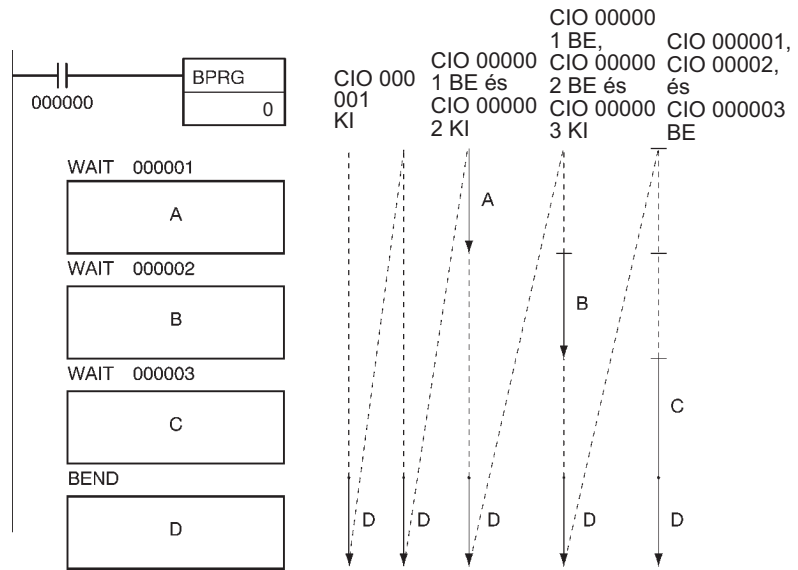 BPRG
000000
0
CIO 000
001
KI
CIO 00000
1 BE és
CIO 00000
2 KI
CIO 00000
1 BE,
CIO 00000
2 BE és
CIO 00000
3 KI
CIO 000001,
CIO 00002,
és
CIO 000003
BE
WAIT 000001
A
A
WAIT 000002
B
B
WAIT 000003
C
C
BEND
D
D
D
D
D
D